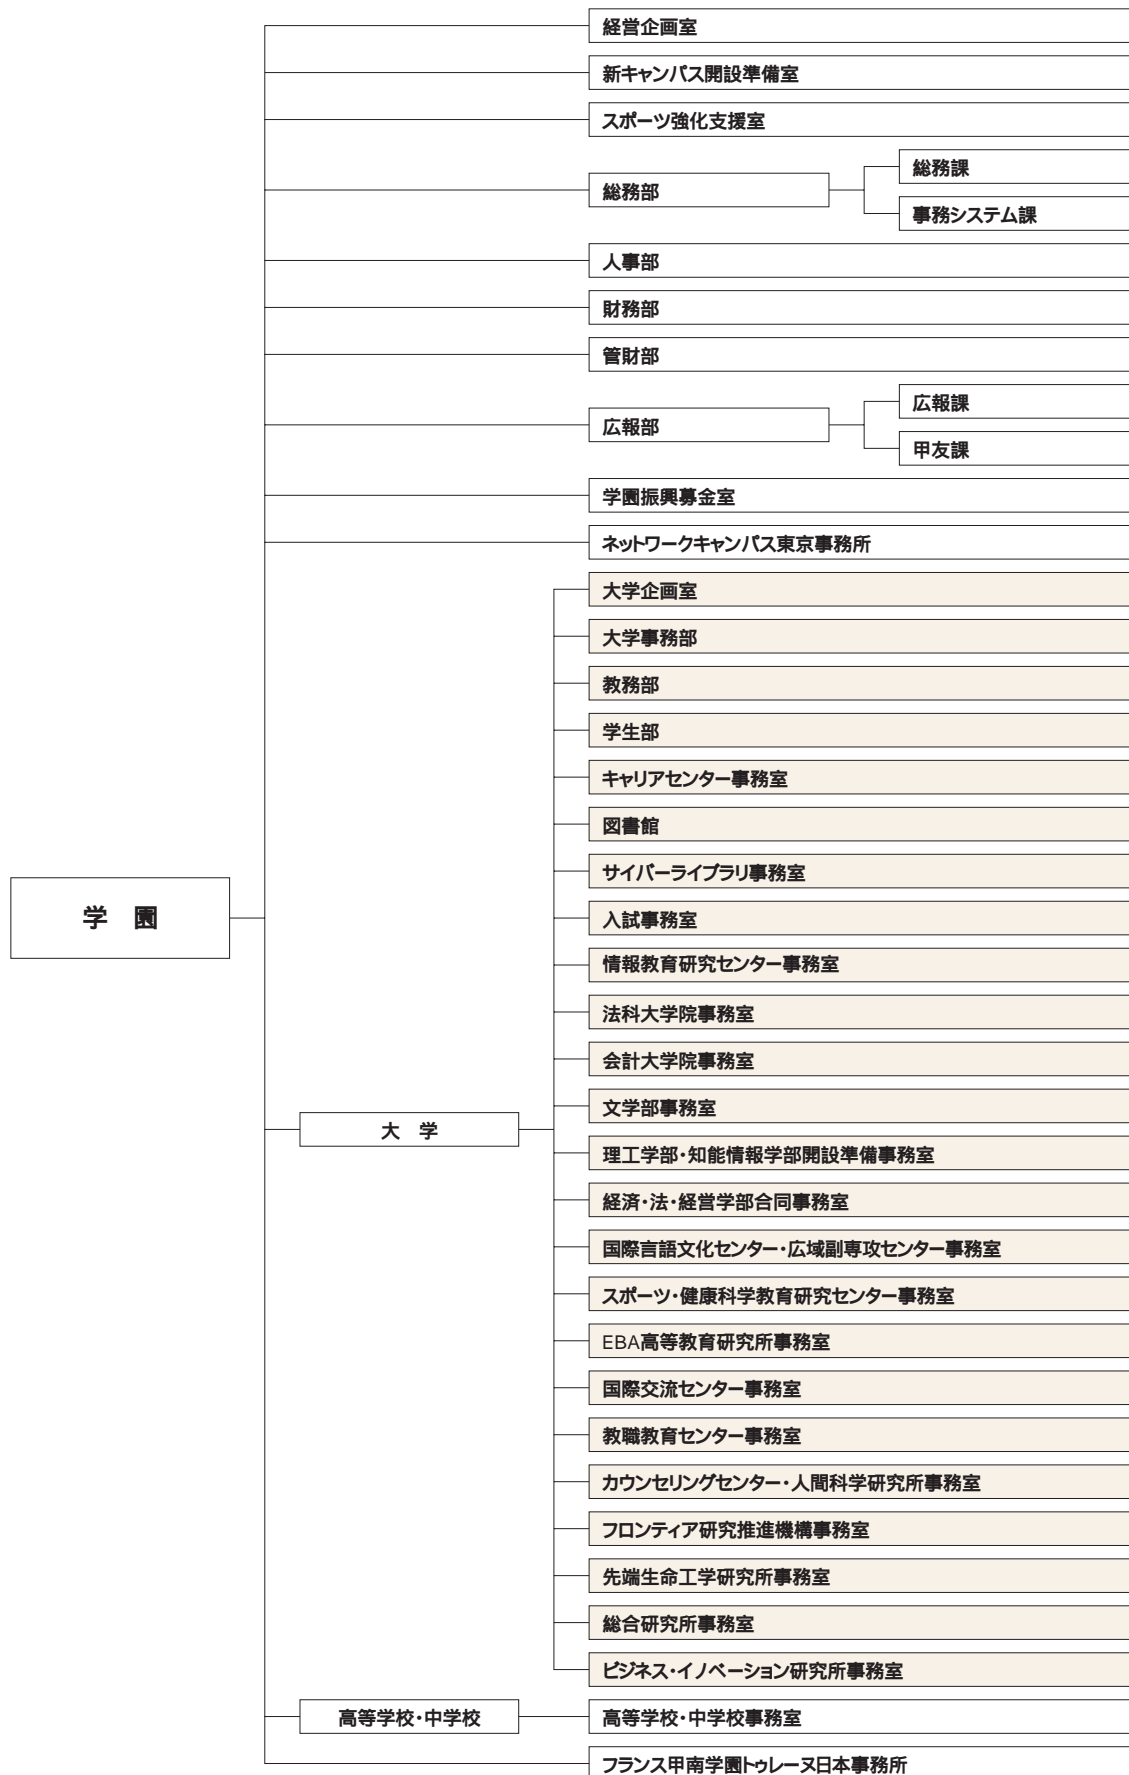 経営企画室
新キャンパス開設準備室
スポーツ強化支援室
総務部
総務課
事務システム課
人事部
財務部
管財部
広報部
広報課
甲友課
学園振興募金室
ネットワークキャンパス東京事務所
学　園
大　学
大学企画室
大学事務部
教務部
学生部
キャリアセンター事務室
図書館
サイバーライブラリ事務室
入試事務室
情報教育研究センター事務室
法科大学院事務室
会計大学院事務室
文学部事務室
理工学部・知能情報学部開設準備事務室
経済・法・経営学部合同事務室
国際言語文化センター・広域副専攻センター事務室
スポーツ・健康科学教育研究センター事務室
EBA高等教育研究所事務室
国際交流センター事務室
教職教育センター事務室
カウンセリングセンター・人間科学研究所事務室
フロンティア研究推進機構事務室
先端生命工学研究所事務室
総合研究所事務室
ビジネス・イノベーション研究所事務室
高等学校・中学校
高等学校・中学校事務室
フランス甲南学園トゥレーヌ日本事務所